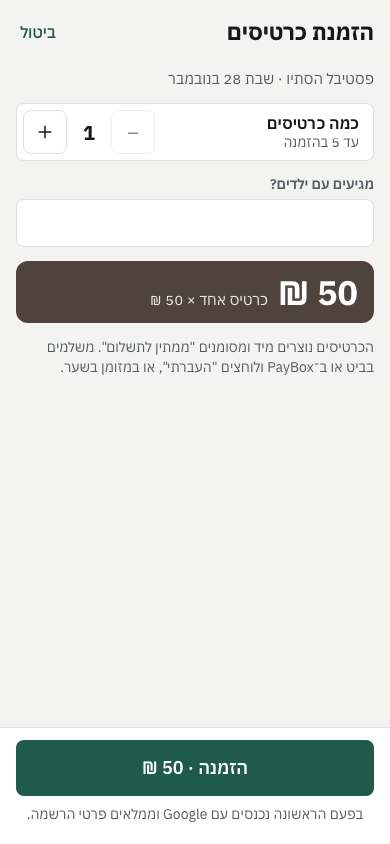 הזמנת כרטיסים
ביטול
פסטיבל הסתיו · שבת 28 בנובמבר
כמה כרטיסים
עד 5 בהזמנה
–
1
+
מגיעים עם ילדים?
50 ₪
כרטיס אחד × 50 ₪
הכרטיסים נוצרים מיד ומסומנים "ממתין לתשלום". משלמים
בביט או ב־PayBox ולוחצים "העברתי", או במזומן בשער.
הזמנה · 50 ₪
בפעם הראשונה נכנסים עם Google וממלאים פרטי הרשמה.